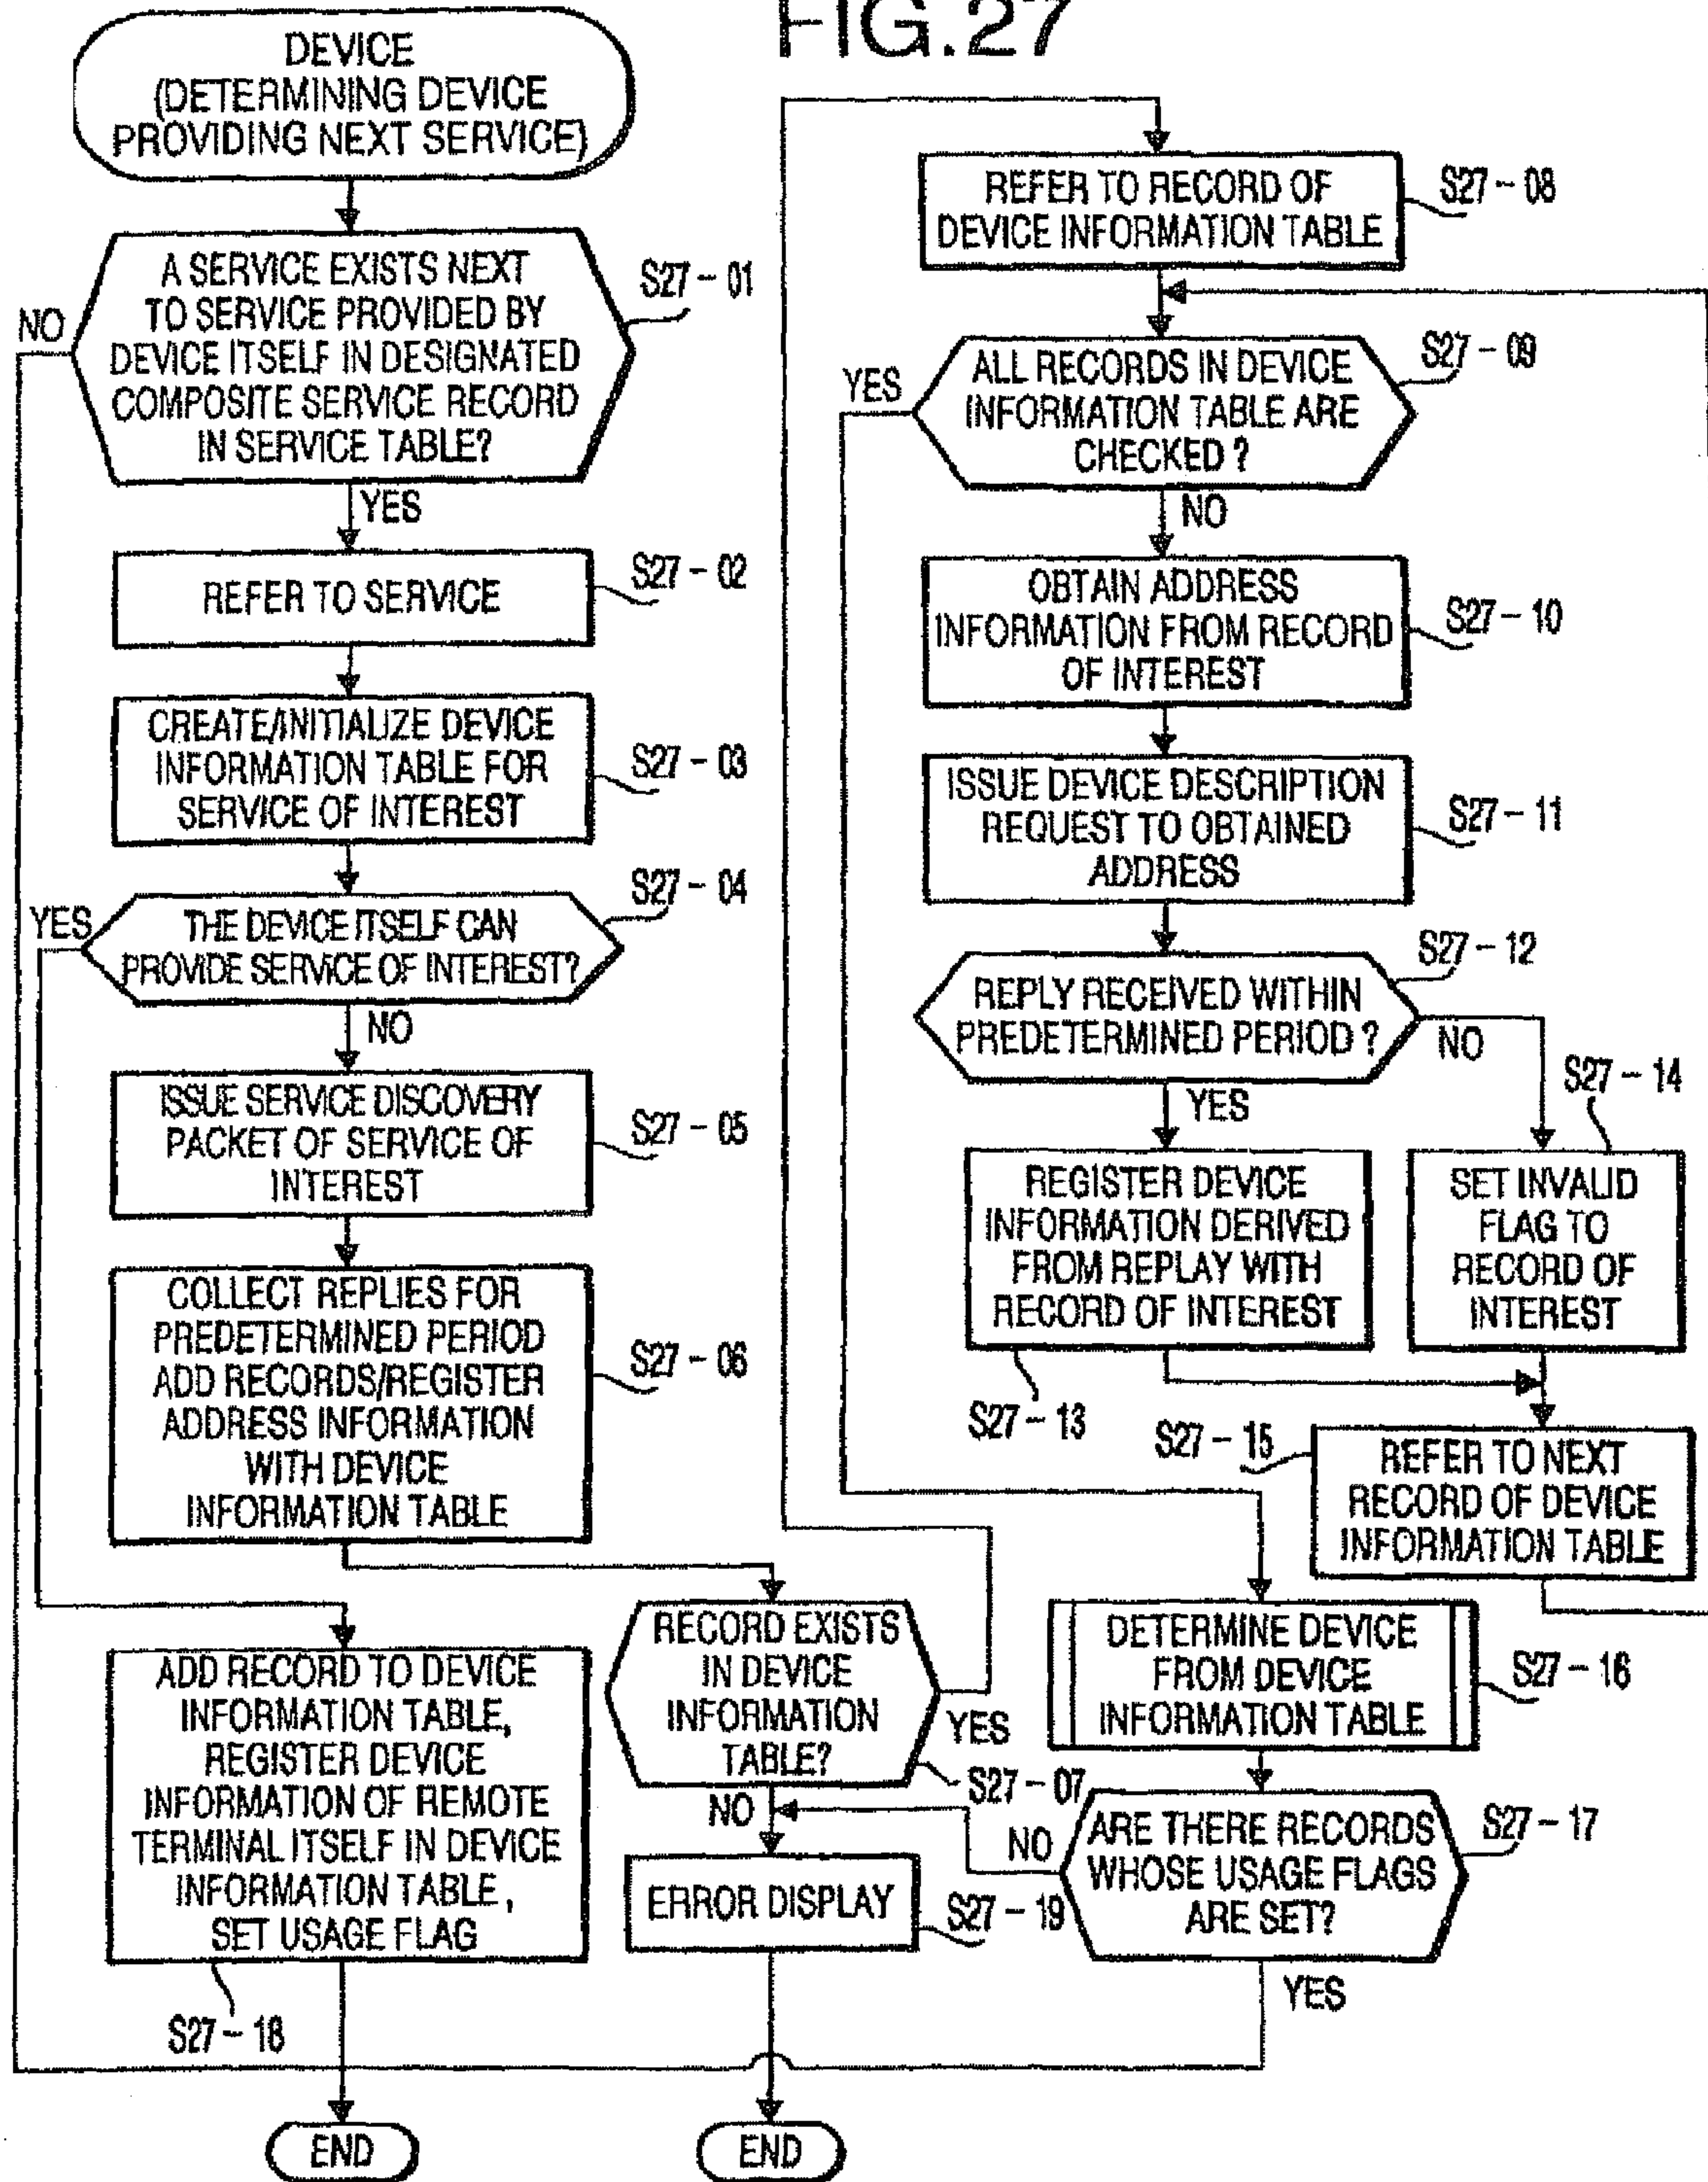 FIG.27
DEVICE
(DETERMINING DEVICE
PROVIDING NEXT SERVICE)
A SERVICE EXISTS NEXT
TO SERVICE PROVIDED BY
DEVICE ITSELF IN DESIGNATED
COMPOSITE SERVICE RECORD
IN SERVICE TABLE?
S27-01
NO
YES
REFER TO SERVICE
S27-02
CREATE/INITIALIZE DEVICE
INFORMATION TABLE FOR
SERVICE OF INTEREST
S27-03
THE DEVICE ITSELF CAN
PROVIDE SERVICE OF INTEREST?
S27-04
YES
NO
ISSUE SERVICE DISCOVERY
PACKET OF SERVICE OF
INTEREST
S27-05
COLLECT REPLIES FOR
PREDETERMINED PERIOD
ADD RECORDS/REGISTER
ADDRESS INFORMATION
WITH DEVICE
INFORMATION TABLE
S27-06
RECORD EXISTS
IN DEVICE
INFORMATION
TABLE?
S27-07
YES
NO
ADD RECORD TO DEVICE
INFORMATION TABLE,
REGISTER DEVICE
INFORMATION OF REMOTE
TERMINAL ITSELF IN DEVICE
INFORMATION TABLE,
SET USAGE FLAG
S27-18
END
ERROR DISPLAY
S27-19
END
REFER TO RECORD OF
DEVICE INFORMATION TABLE
S27-08
ALL RECORDS IN DEVICE
INFORMATION TABLE ARE
CHECKED?
S27-09
YES
NO
OBTAIN ADDRESS
INFORMATION FROM RECORD
OF INTEREST
S27-10
ISSUE DEVICE DESCRIPTION
REQUEST TO OBTAINED
ADDRESS
S27-11
REPLY RECEIVED WITHIN
PREDETERMINED PERIOD?
S27-12
NO
YES
REGISTER DEVICE
INFORMATION DERIVED
FROM REPLAY WITH
RECORD OF INTEREST
S27-13
SET INVALID
FLAG TO
RECORD OF
INTEREST
S27-14
REFER TO NEXT
RECORD OF DEVICE
INFORMATION TABLE
S27-15
DETERMINE DEVICE
FROM DEVICE
INFORMATION TABLE
S27-16
ARE THERE RECORDS
WHOSE USAGE FLAGS
ARE SET?
S27-17
NO
YES